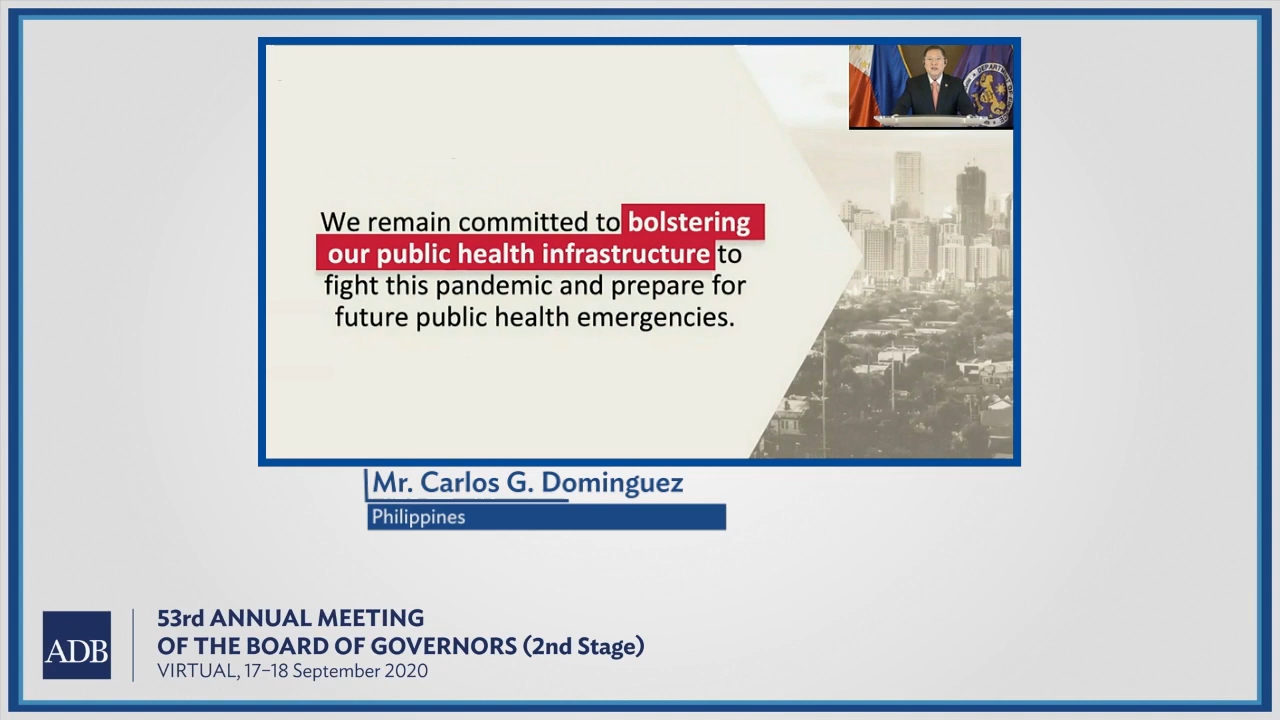 We remain committed to bolstering
our public health infrastructure to
fight this pandemic and prepare for
future public health emergencies.
Mr. Carlos G. Dominguez
Philippines
ADB
53rd ANNUAL MEETING
OF THE BOARD OF GOVERNORS (2nd Stage)
VIRTUAL, 17–18 September 2020